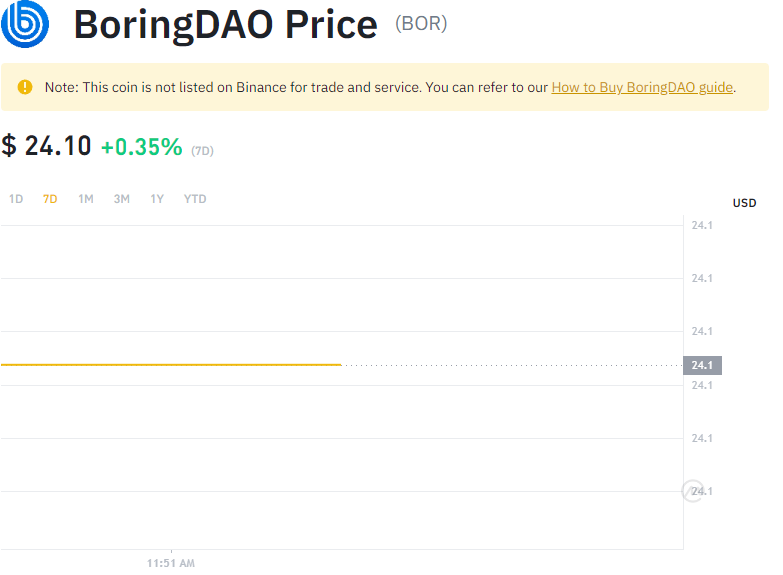 BoringDAO Price (BOR)
Note: This coin is not listed on Binance for trade and service. You can refer to our How to Buy BoringDAO guide.
$ 24.10 +0.35% (7D)
1D 7D 1M 3M 1Y YTD
USD
24.1
24.1
24.1
24.1
24.1
24.1
24.1
11:51 AM